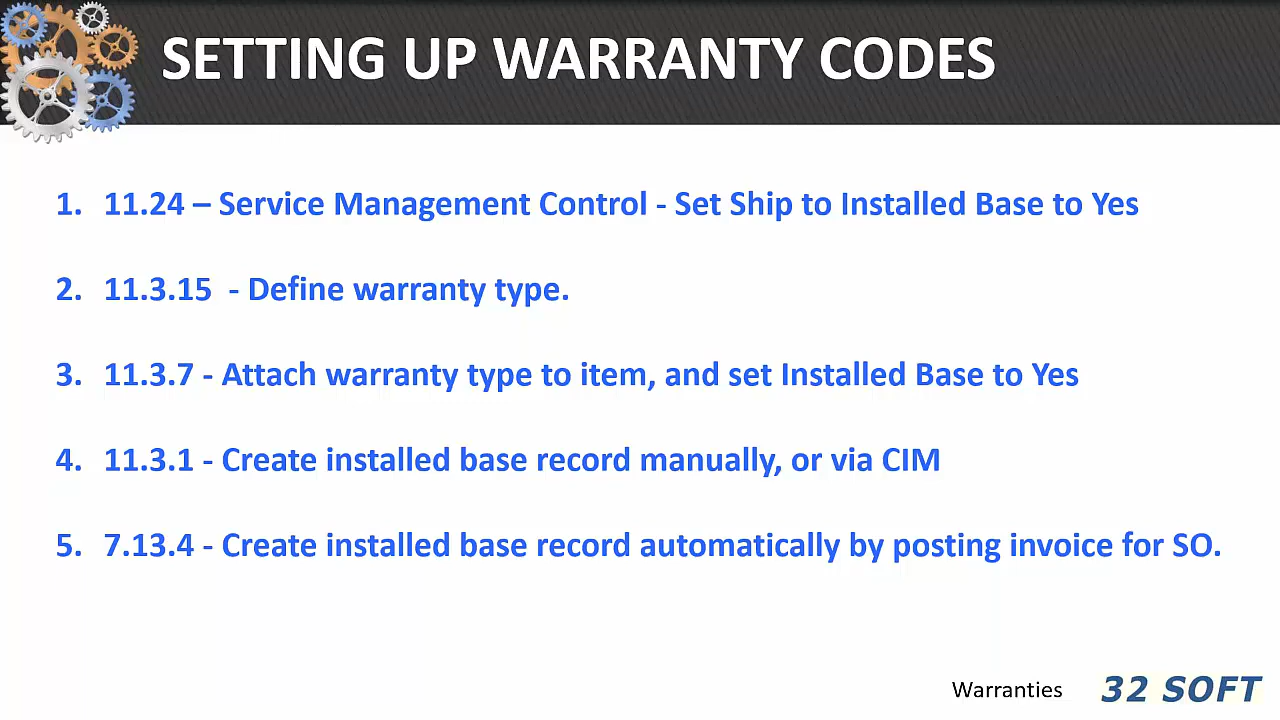 SETTING UP WARRANTY CODES
1. 11.24 – Service Management Control - Set Ship to Installed Base to Yes
2. 11.3.15 - Define warranty type.
3. 11.3.7 - Attach warranty type to item, and set Installed Base to Yes
4. 11.3.1 - Create installed base record manually, or via CIM
5. 7.13.4 - Create installed base record automatically by posting invoice for SO.
Warranties 32 SOFT